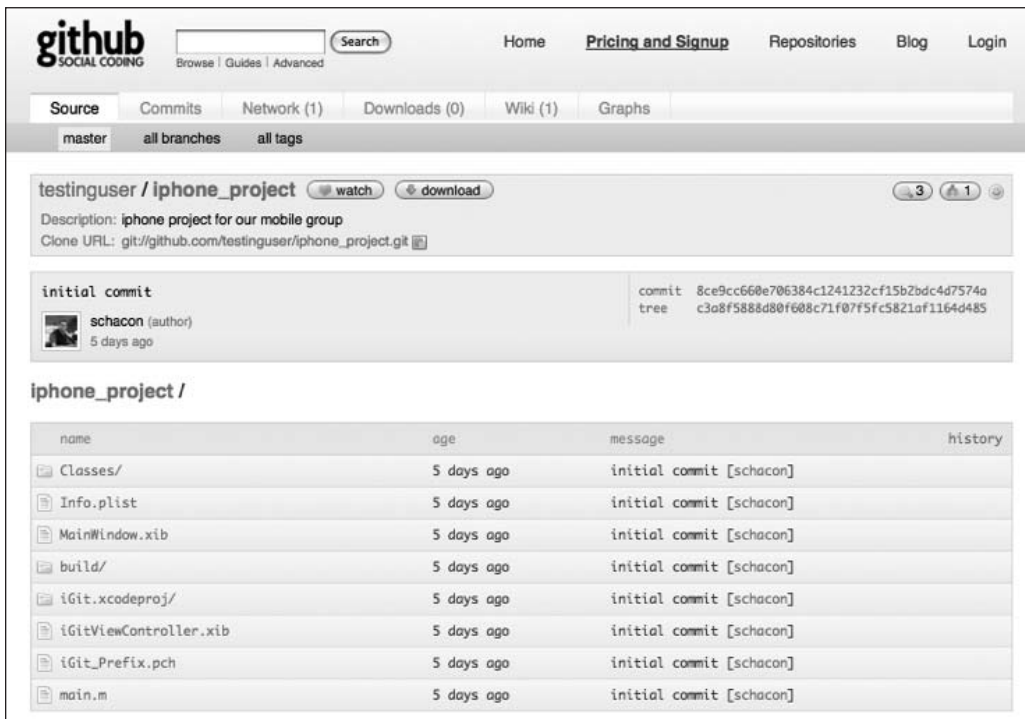 github
SOCIAL CODING
Search
Browse | Guides | Advanced
Home Pricing and Signup Repositories Blog Login
Source Commits Network (1) Downloads (0) Wiki (1) Graphs
master all branches all tags
testinguser / iphone_project watch download 3 1
Description: iphone project for our mobile group
Clone URL: git://github.com/testinguser/iphone_project.git
initial commit
schacon (author)
5 days ago
commit 8ce9cc660e706384c1241232cf15b2bdc4d7574a
tree c3a8f5888d80f608c71f07f5fc5821af1164d485
iphone_project /
name age message history
Classes/ 5 days ago initial commit [schacon]
Info.plist 5 days ago initial commit [schacon]
MainWindow.xib 5 days ago initial commit [schacon]
build/ 5 days ago initial commit [schacon]
iGit.xcodeproj/ 5 days ago initial commit [schacon]
iGitViewController.xib 5 days ago initial commit [schacon]
iGit_Prefix.pch 5 days ago initial commit [schacon]
main.m 5 days ago initial commit [schacon]